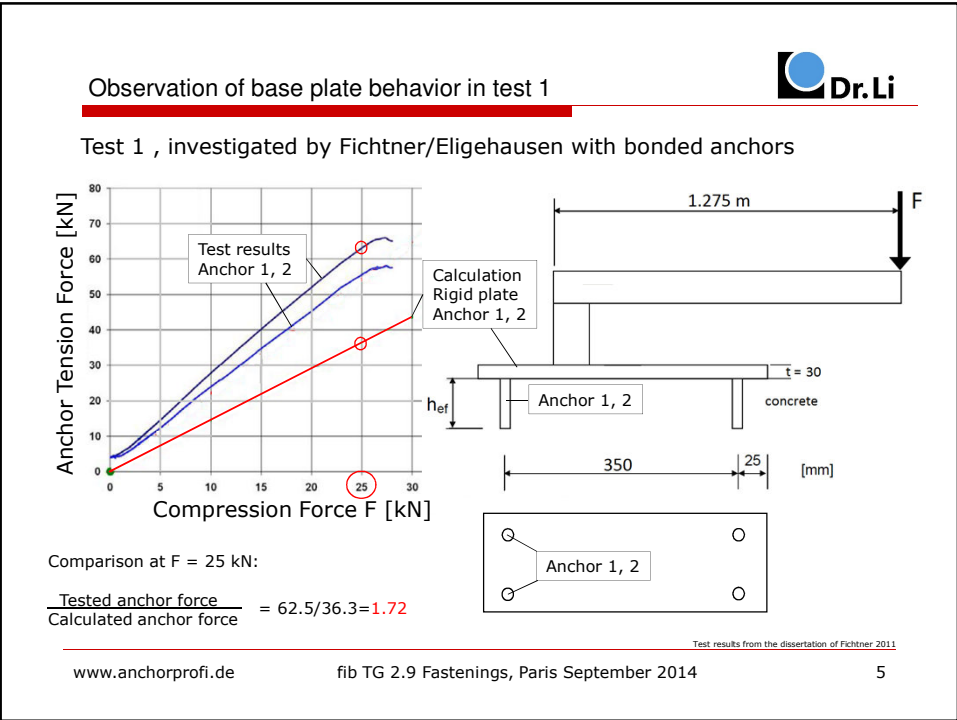 Observation of base plate behavior in test 1
Dr.Li
Test 1 , investigated by Fichtner/Eligehausen with bonded anchors
Anchor Tension Force [kN]
80
70
60
50
40
30
20
10
0
0 5 10 15 20 25 30
Compression Force F [kN]
Test results
Anchor 1, 2
Calculation
Rigid plate
Anchor 1, 2
1.275 m
F
t = 30
hef
Anchor 1, 2
concrete
350
25
[mm]
Anchor 1, 2
Comparison at F = 25 kN:
Tested anchor force
Calculated anchor force
= 62.5/36.3=1.72
Test results from the dissertation of Fichtner 2011
www.anchorprofi.de
fib TG 2.9 Fastenings, Paris September 2014
5